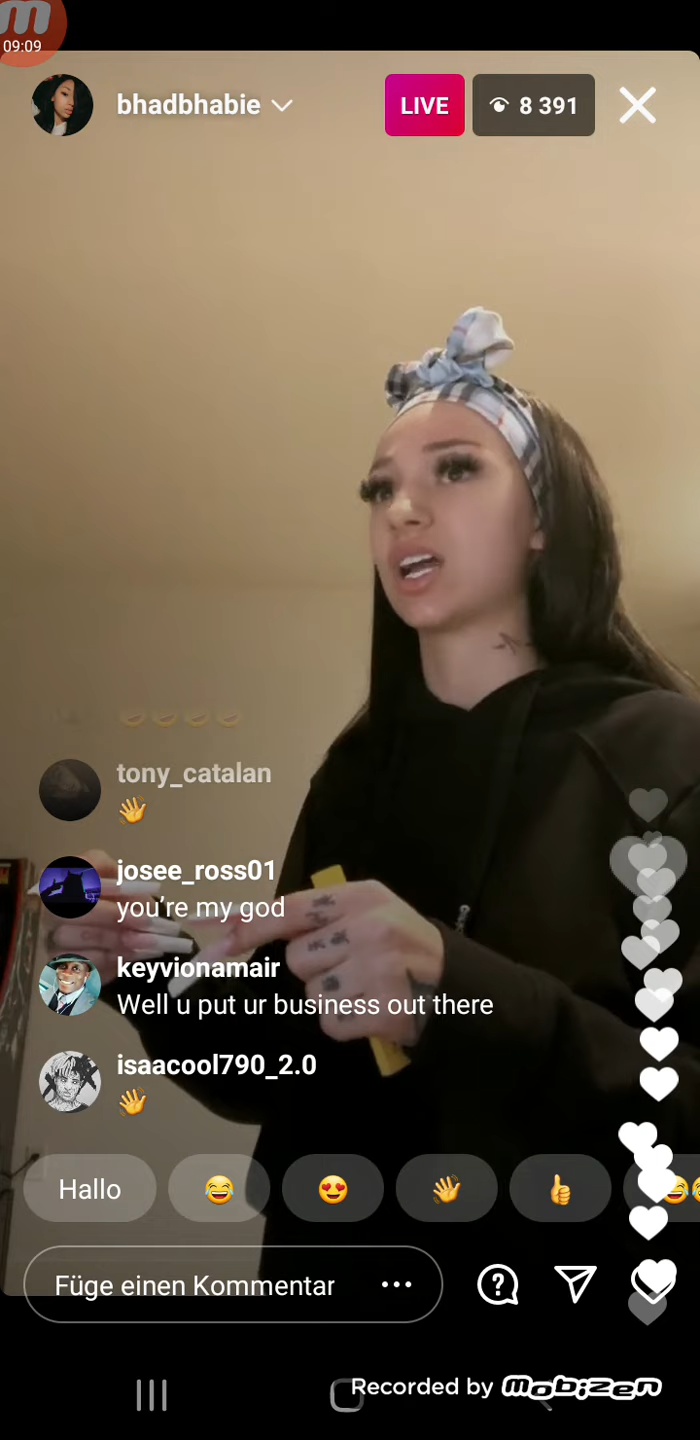 09:09
bhadbhabie
LIVE
8 391
tony_catalan
👋
josee_ross01
you’re my god
keyvionamair
Well u put ur business out there
isaacool790_2.0
👋
Hallo 😂 😍 👋 👍 😂
Füge einen Kommentar
Recorded by mobizen